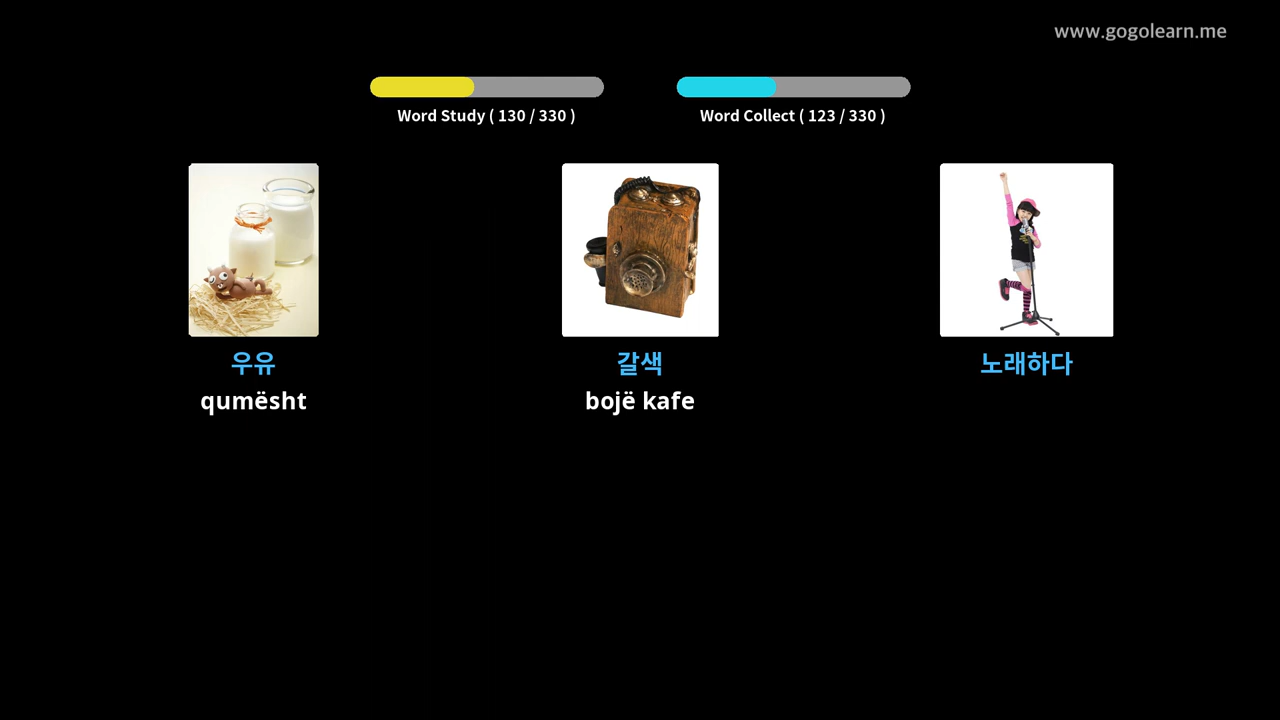 www.gogolearn.me
Word Study ( 130 / 330 )
Word Collect ( 123 / 330 )
우유
갈색
노래하다
qumësht
bojë kafe